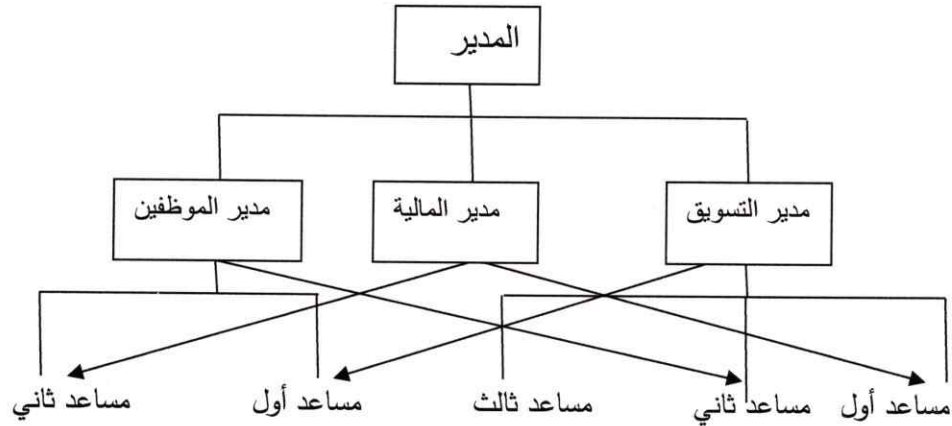 المدير
مدير التسويق
مدير المالية
مدير الموظفين
مساعد أول
مساعد ثاني
مساعد ثالث
مساعد أول
مساعد ثاني